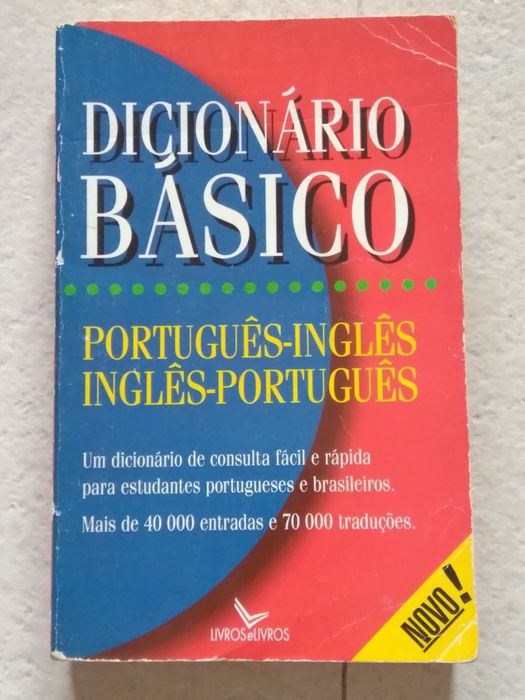 DICIONÁRIO
BÁSICO
PORTUGUÊS-INGLÊS
INGLÊS-PORTUGUÊS
Um dicionário de consulta fácil e rápida
para estudantes portugueses e brasileiros.
Mais de 40 000 entradas e 70 000 traduções.
NOVO!
LIVROSeLIVROS